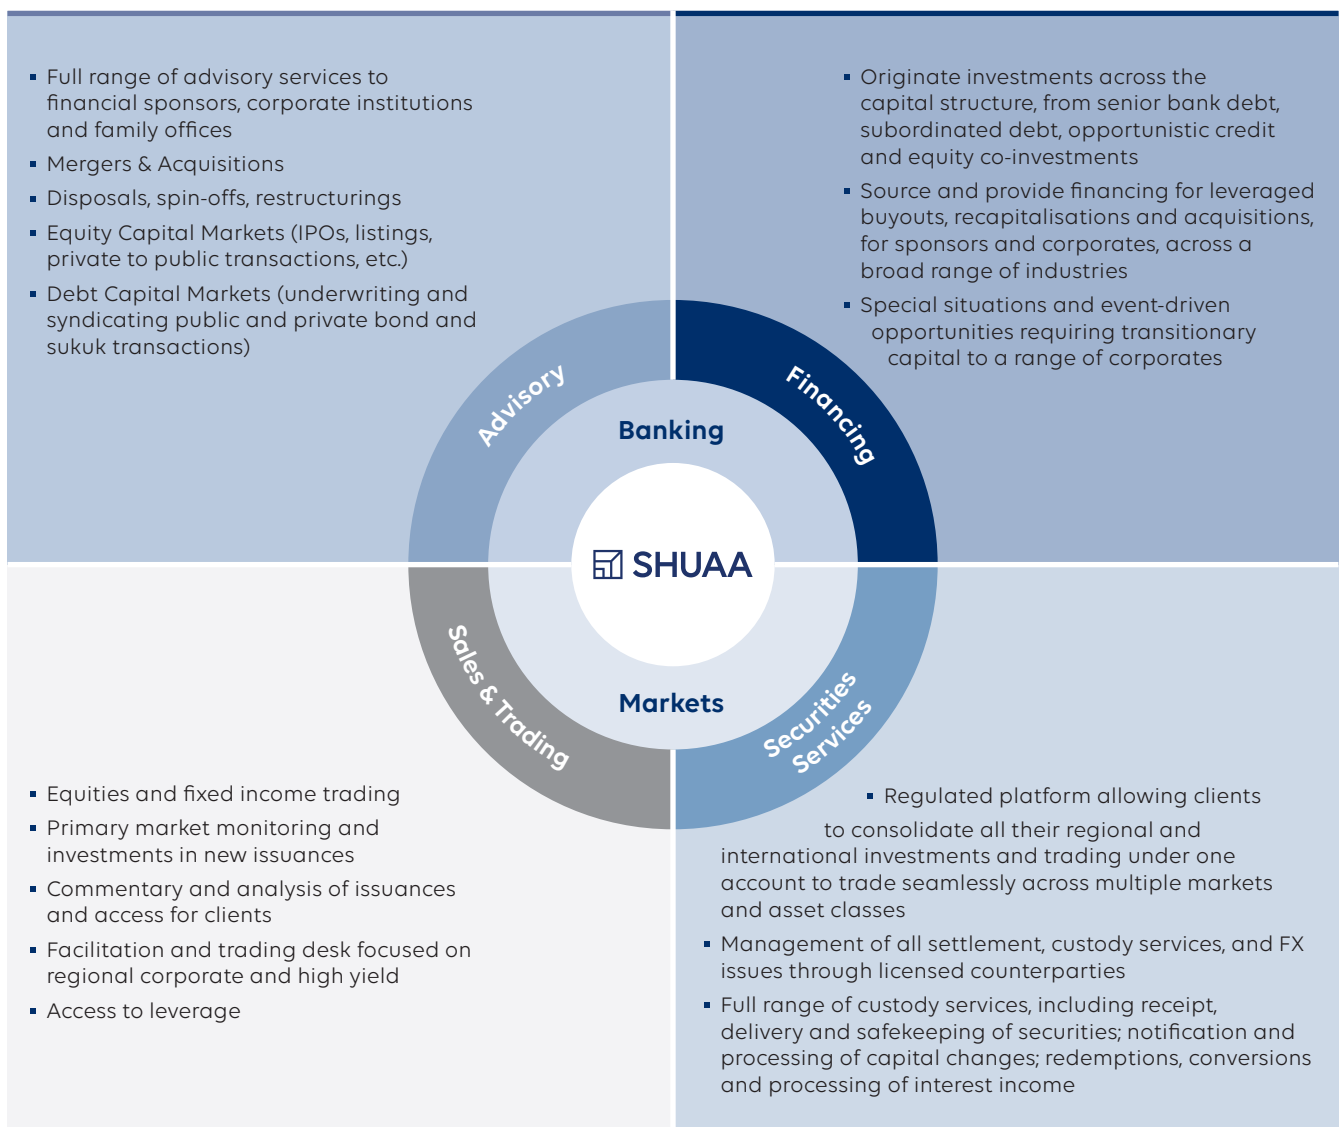 ▪ Full range of advisory services to
financial sponsors, corporate institutions
and family offices
▪ Mergers & Acquisitions
▪ Disposals, spin-offs, restructurings
▪ Equity Capital Markets (IPOs, listings,
private to public transactions, etc.)
▪ Debt Capital Markets (underwriting and
syndicating public and private bond and
sukuk transactions)
▪ Originate investments across the
capital structure, from senior bank debt,
subordinated debt, opportunistic credit
and equity co-investments
▪ Source and provide financing for leveraged
buyouts, recapitalisations and acquisitions,
for sponsors and corporates, across a
broad range of industries
▪ Special situations and event-driven
opportunities requiring transitionary
capital to a range of corporates
Advisory
Financing
Banking
SHUAA
Markets
Sales & Trading
Securities
Services
▪ Equities and fixed income trading
▪ Primary market monitoring and
investments in new issuances
▪ Commentary and analysis of issuances
and access for clients
▪ Facilitation and trading desk focused on
regional corporate and high yield
▪ Access to leverage
▪ Regulated platform allowing clients
to consolidate all their regional and
international investments and trading under one
account to trade seamlessly across multiple markets
and asset classes
▪ Management of all settlement, custody services, and FX
issues through licensed counterparties
▪ Full range of custody services, including receipt,
delivery and safekeeping of securities; notification and
processing of capital changes; redemptions, conversions
and processing of interest income